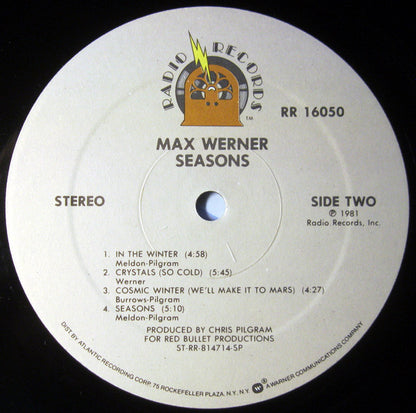 RADIO RECORDS
TM
RR 16050
MAX WERNER
SEASONS
STEREO
SIDE TWO
℗ 1981
Radio Records, Inc.
1. IN THE WINTER (4:58)
Meldon-Pilgram
2. CRYSTALS (SO COLD) (5:45)
Werner
3. COSMIC WINTER (WE'LL MAKE IT TO MARS) (4:27)
Burrows-Pilgram
4. SEASONS (5:10)
Meldon-Pilgram
PRODUCED BY CHRIS PILGRAM
FOR RED BULLET PRODUCTIONS
ST-RR-814714-SP
DIST. BY ATLANTIC RECORDING CORP. 75 ROCKEFELLER PLAZA. N.Y. N.Y. W ® A WARNER COMMUNICATIONS COMPANY